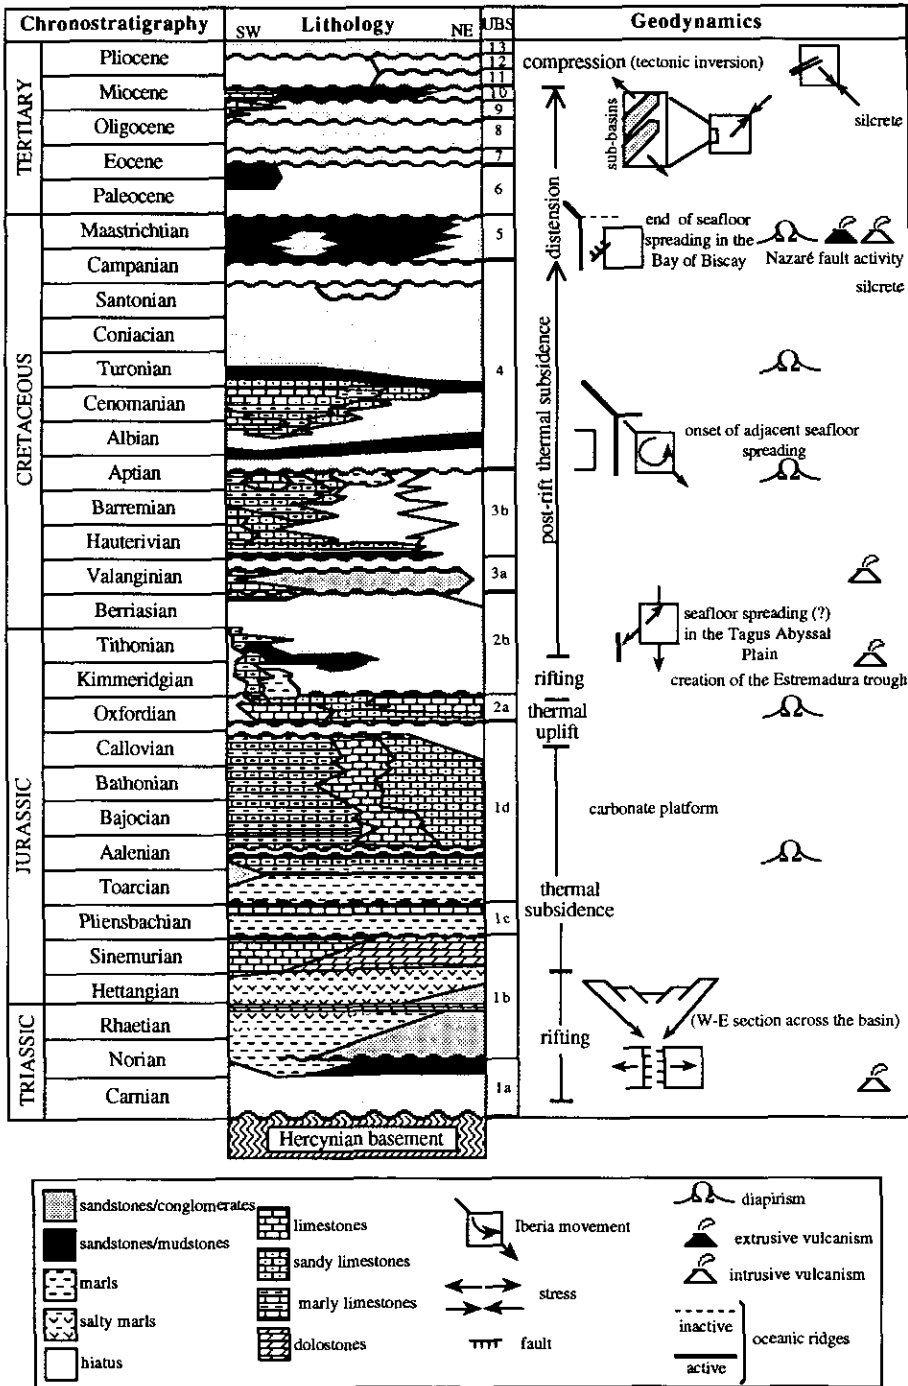 Chronostratigraphy
Lithology
SW
NE
UBS
Geodynamics
TERTIARY
Pliocene
Miocene
Oligocene
Eocene
Paleocene
CRETACEOUS
Maastrichtian
Campanian
Santonian
Coniacian
Turonian
Cenomanian
Albian
Aptian
Barremian
Hauterivian
Valanginian
Berriasian
JURASSIC
Tithonian
Kimmeridgian
Oxfordian
Callovian
Bathonian
Bajocian
Aalenian
Toarcian
Pliensbachian
Sinemurian
Hettangian
TRIASSIC
Rhaetian
Norian
Carnian
Hercynian basement
13
12
11
10
9
8
7
6
5
4
3b
3a
2b
2a
1d
1c
1b
1a
distension
post-rift thermal subsidence
rifting
thermal
uplift
thermal
subsidence
rifting
compression (tectonic inversion)
sub-basins
silcrete
end of seafloor
spreading in the
Bay of Biscay
Ω
Nazaré fault activity
silcrete
Ω
onset of adjacent seafloor
spreading
Ω
seafloor spreading (?)
in the Tagus Abyssal
Plain
creation of the Estremadura trough
Ω
carbonate platform
Ω
(W-E section across the basin)
sandstones/conglomerates
sandstones/mudstones
marls
salty marls
hiatus
limestones
sandy limestones
marly limestones
dolostones
Iberia movement
stress
fault
Ω
diapirism
extrusive vulcanism
intrusive vulcanism
inactive
active
oceanic ridges